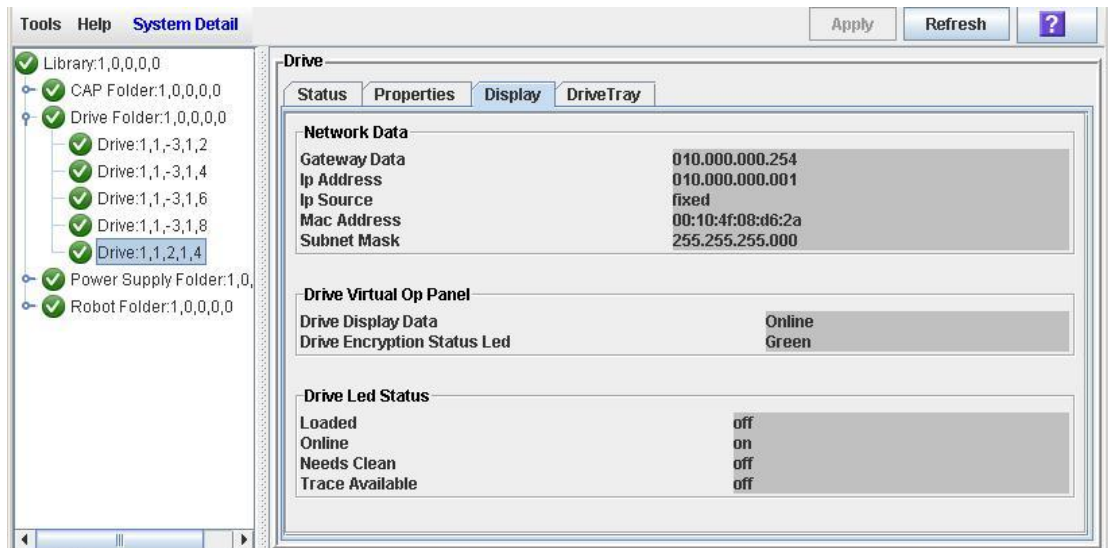 Tools Help System Detail
Apply Refresh ?
Library:1,0,0,0,0
CAP Folder:1,0,0,0,0
Drive Folder:1,0,0,0,0
Drive:1,1,-3,1,2
Drive:1,1,-3,1,4
Drive:1,1,-3,1,6
Drive:1,1,-3,1,8
Drive:1,1,2,1,4
Power Supply Folder:1,0,
Robot Folder:1,0,0,0,0
Drive
Status Properties Display DriveTray
Network Data
Gateway Data 010.000.000.254
Ip Address 010.000.000.001
Ip Source fixed
Mac Address 00:10:4f:08:d6:2a
Subnet Mask 255.255.255.000
Drive Virtual Op Panel
Drive Display Data Online
Drive Encryption Status Led Green
Drive Led Status
Loaded off
Online on
Needs Clean off
Trace Available off